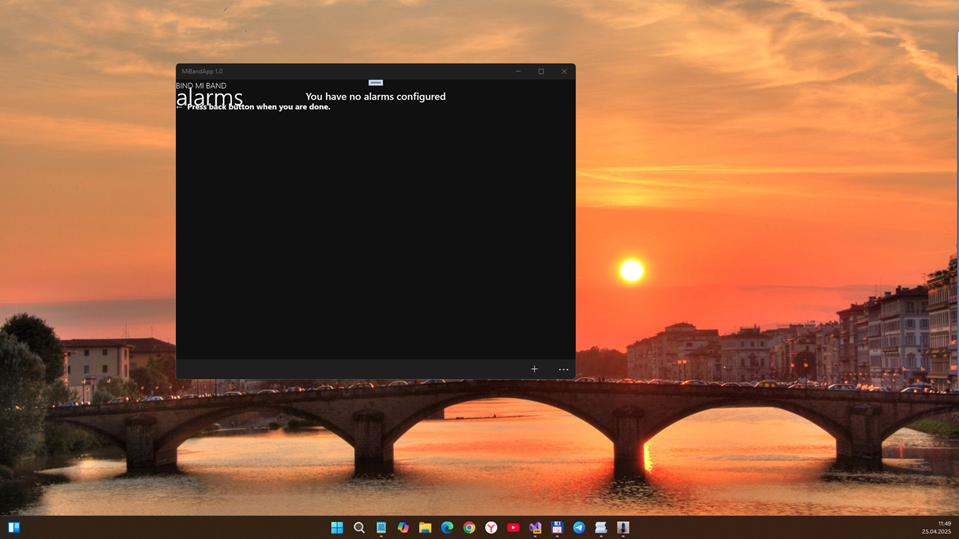 MiBandApp 1.0
BIND MI BAND
alarms
You have no alarms configured
← Press back button when you are done.
11:49
25.04.2025